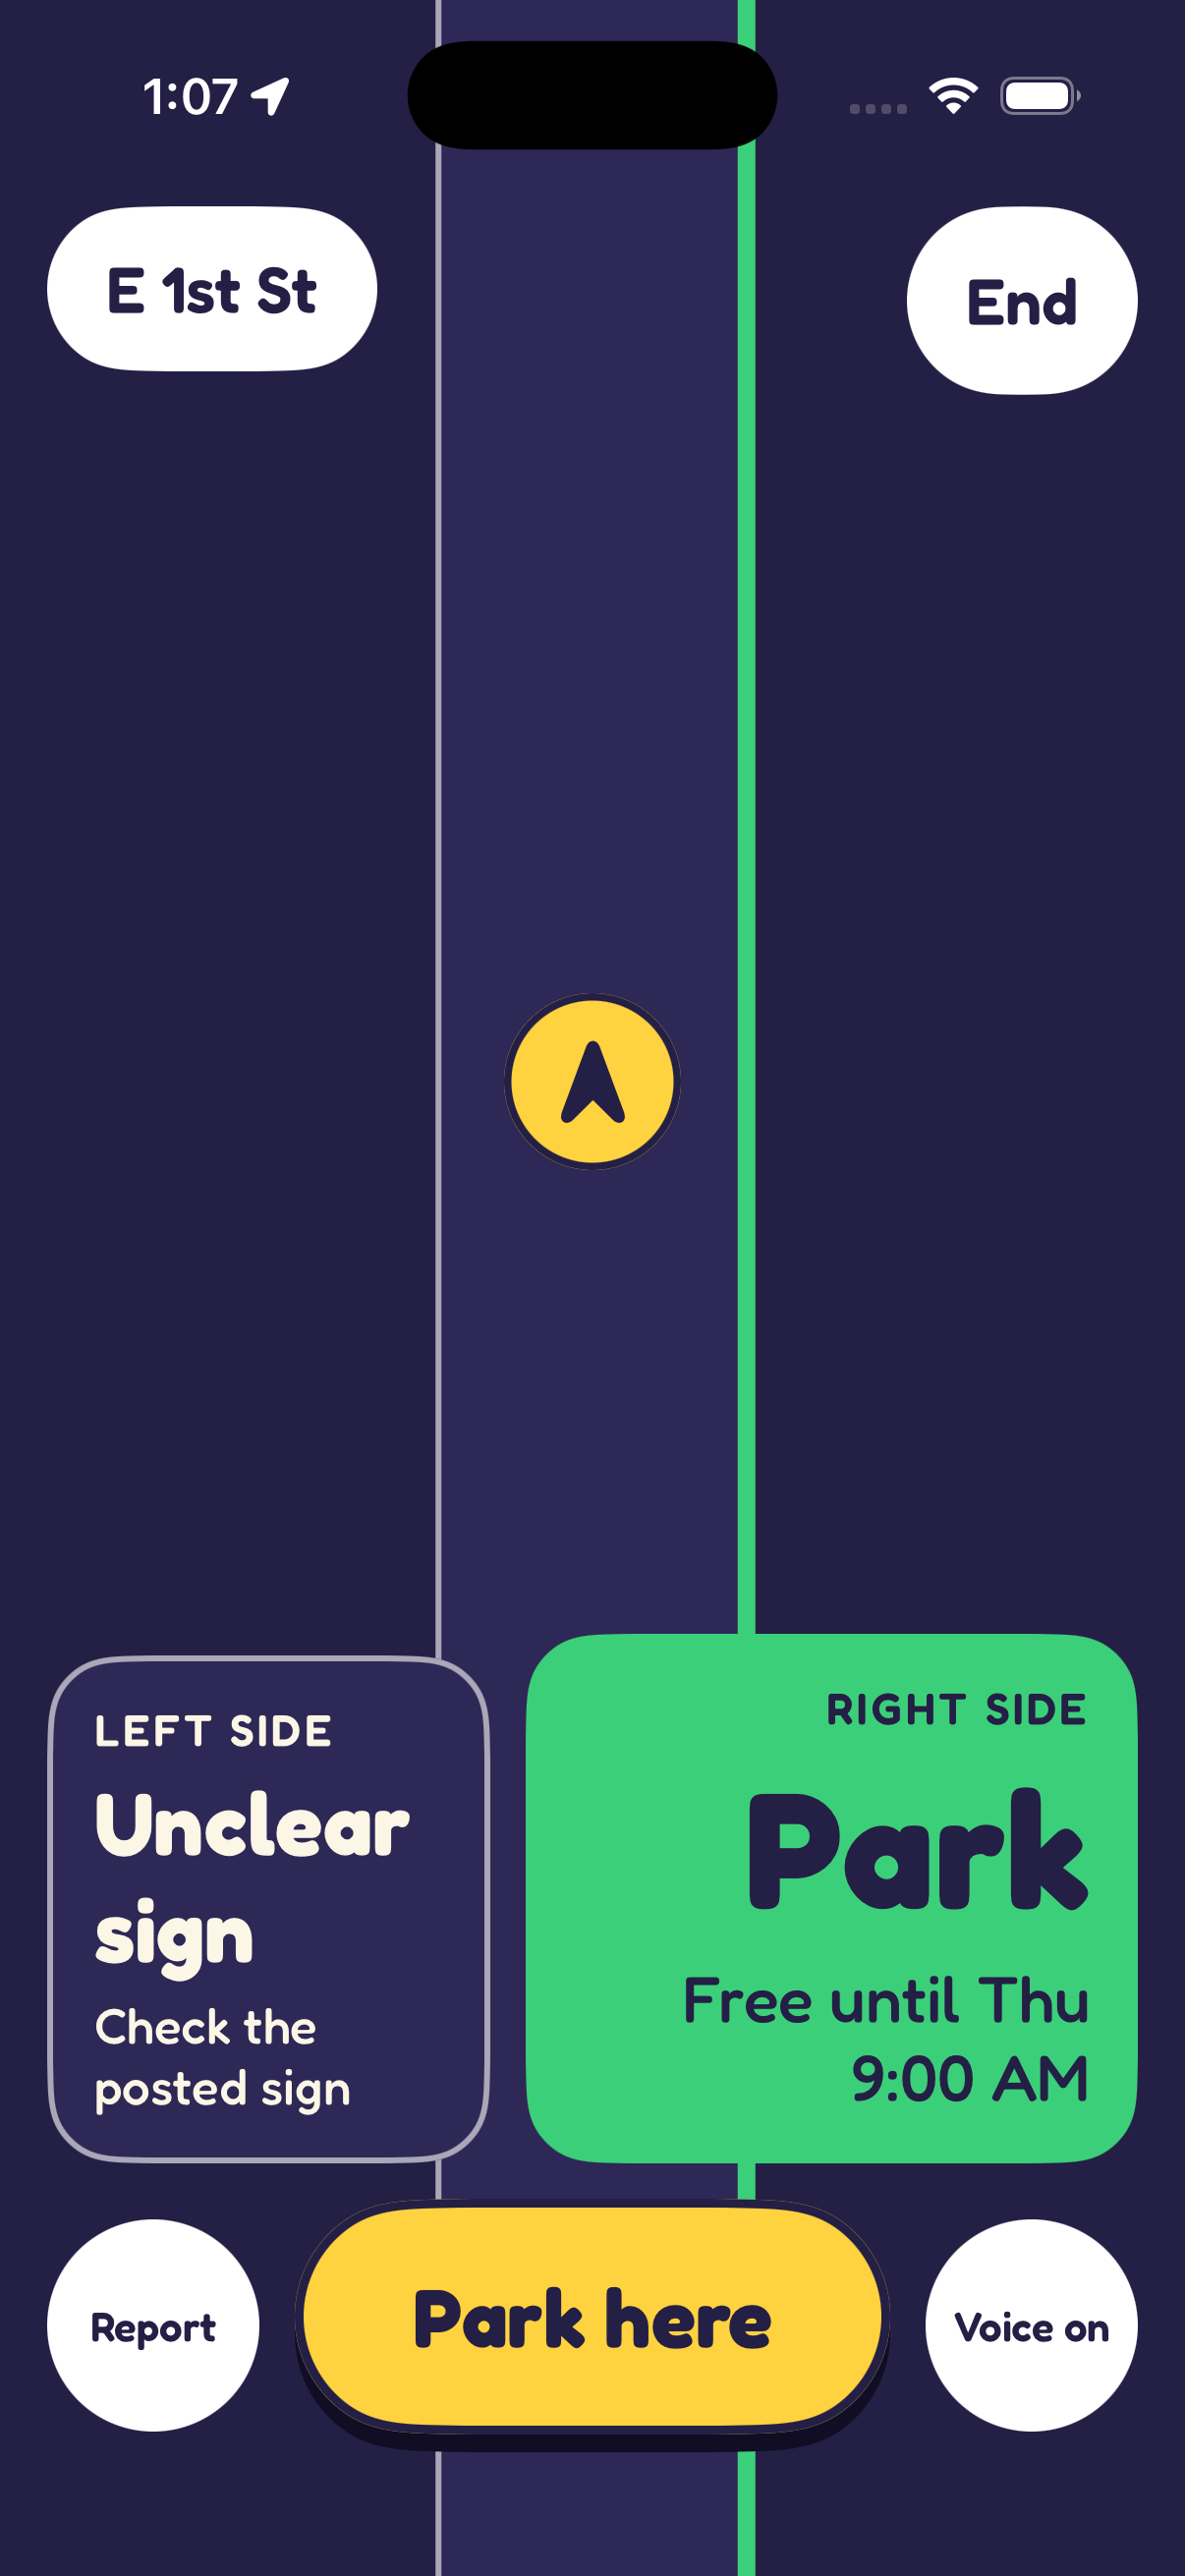 1:07
E 1st St
End
LEFT SIDE
Unclear
sign
Check the
posted sign
RIGHT SIDE
Park
Free until Thu
9:00 AM
Report
Park here
Voice on